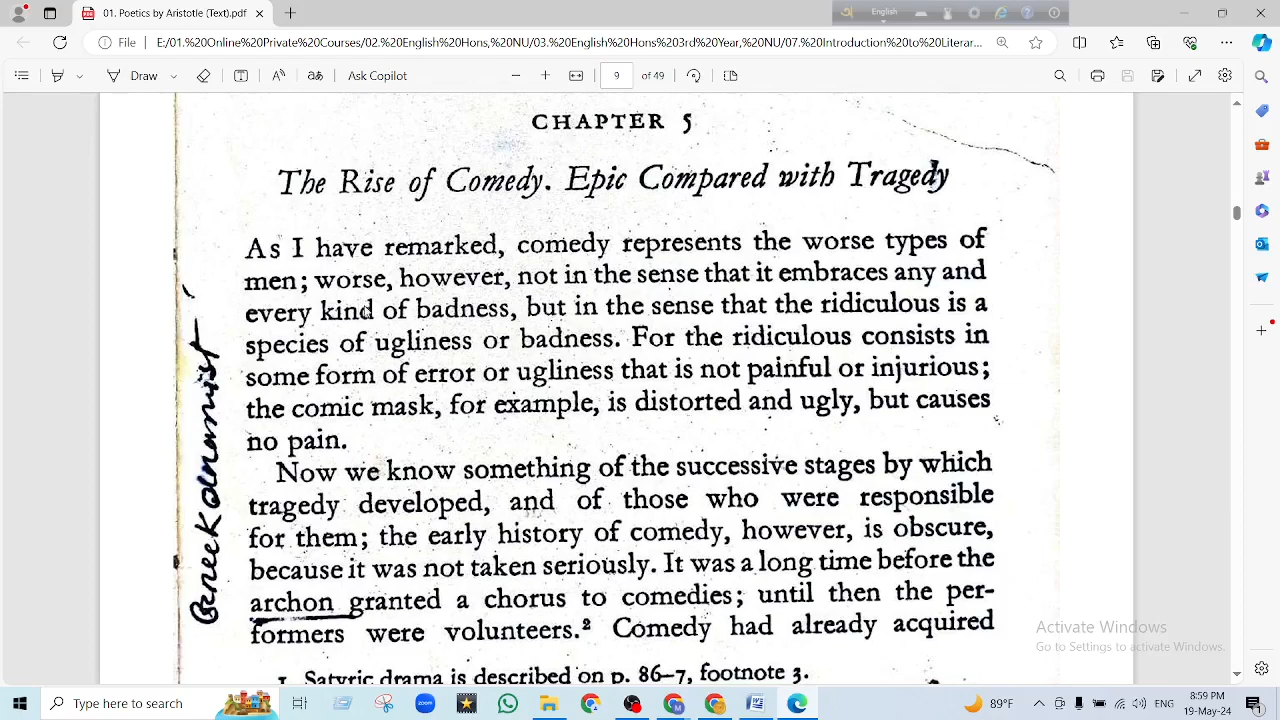 01. Poetics by Aristotle (Text).pdf
English
File
E:/01.%20Online%20Private%20Courses/02.%20English%20Hons,%20NU/03.%20English%20Hons%203rd%20Year,%20NU/07.%20Introduction%20to%20Literar...
Draw
Ask Copilot
9 of 49
CHAPTER 5
The Rise of Comedy. Epic Compared with Tragedy
As I have remarked, comedy represents the worse types of
men; worse, however, not in the sense that it embraces any and
every kind of badness, but in the sense that the ridiculous is a
species of ugliness or badness. For the ridiculous consists in
some form of error or ugliness that is not painful or injurious;
the comic mask, for example, is distorted and ugly, but causes
no pain.
Now we know something of the successive stages by which
tragedy developed, and of those who were responsible
for them; the early history of comedy, however, is obscure,
because it was not taken seriously. It was a long time before the
archon granted a chorus to comedies; until then the per-
formers were volunteers.² Comedy had already acquired
1. Satyric drama is described on p. 86–7, footnote 3.
Activate Windows
Go to Settings to activate Windows.
Type here to search
zoom
89°F
ENG
8:59 PM
19-May-24